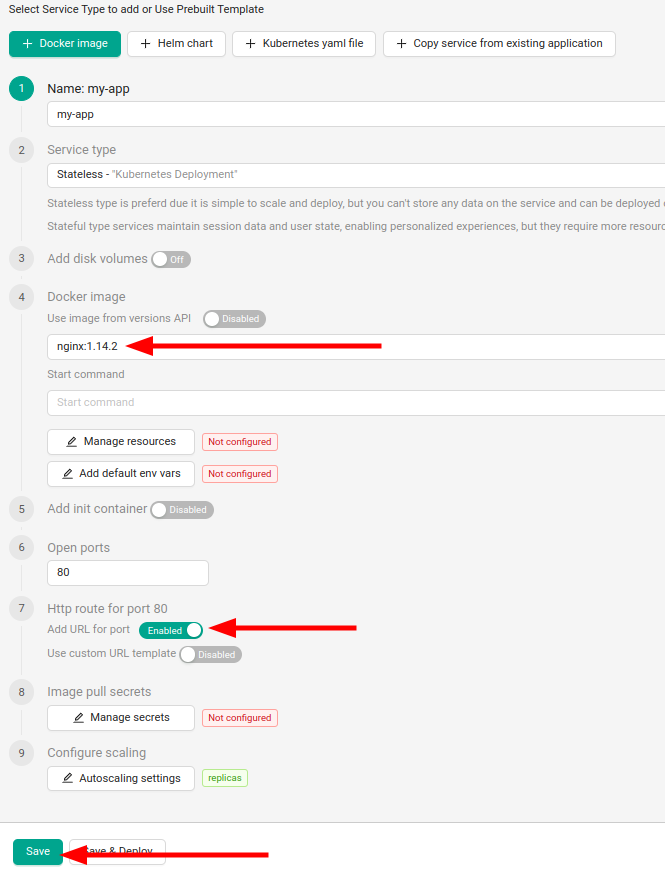 Select Service Type to add or Use Prebuilt Template
+ Docker image + Helm chart + Kubernetes yaml file + Copy service from existing application
1 Name: my-app
my-app
2 Service type
Stateless - "Kubernetes Deployment"
Stateless type is preferd due it is simple to scale and deploy, but you can't store any data on the service and can be deployed
Stateful type services maintain session data and user state, enabling personalized experiences, but they require more
3 Add disk volumes Off
4 Docker image
Use image from versions API Disabled
nginx:1.14.2
Start command
Start command
Manage resources Not configured
Add default env vars Not configured
5 Add init container Disabled
6 Open ports
80
7 Http route for port 80
Add URL for port Enabled
Use custom URL template Disabled
8 Image pull secrets
Manage secrets Not configured
9 Configure scaling
Autoscaling settings replicas
Save Save & Deploy